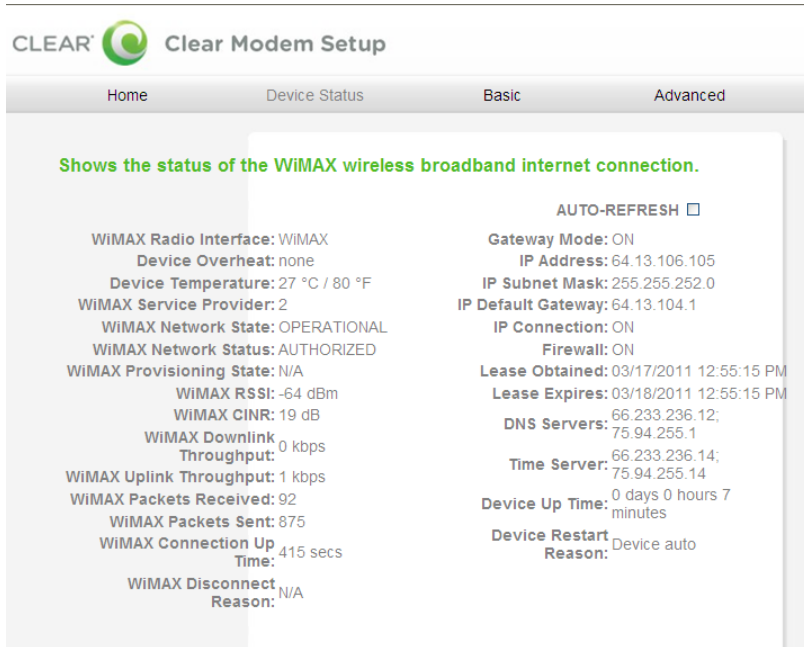 CLEAR Clear Modem Setup
Home Device Status Basic Advanced
Shows the status of the WiMAX wireless broadband internet connection.
AUTO-REFRESH
WiMAX Radio Interface: WiMAX
Device Overheat: none
Device Temperature: 27 °C / 80 °F
WiMAX Service Provider: 2
WiMAX Network State: OPERATIONAL
WiMAX Network Status: AUTHORIZED
WiMAX Provisioning State: N/A
WiMAX RSSI: -64 dBm
WiMAX CINR: 19 dB
WiMAX Downlink
Throughput: 0 kbps
WiMAX Uplink Throughput: 1 kbps
WiMAX Packets Received: 92
WiMAX Packets Sent: 875
WiMAX Connection Up
Time: 415 secs
WiMAX Disconnect
Reason: N/A
Gateway Mode: ON
IP Address: 64.13.106.105
IP Subnet Mask: 255.255.252.0
IP Default Gateway: 64.13.104.1
IP Connection: ON
Firewall: ON
Lease Obtained: 03/17/2011 12:55:15 PM
Lease Expires: 03/18/2011 12:55:15 PM
DNS Servers: 66.233.236.12;
75.94.255.1
Time Server: 66.233.236.14;
75.94.255.14
Device Up Time: 0 days 0 hours 7
minutes
Device Restart
Reason: Device auto